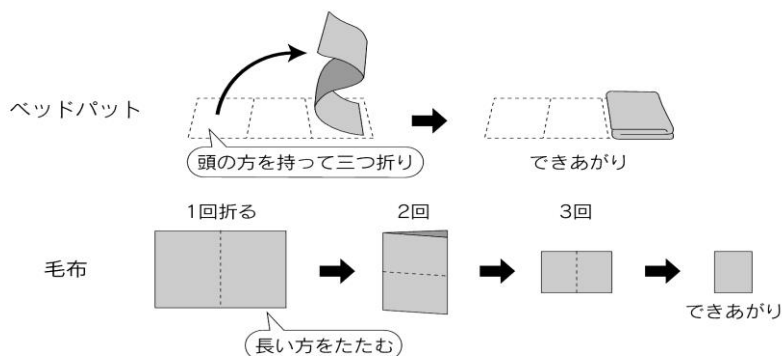 ベッドパット
頭の方を持って三つ折り
できあがり
1回折る
2回
3回
毛布
長い方をたたむ
できあがり